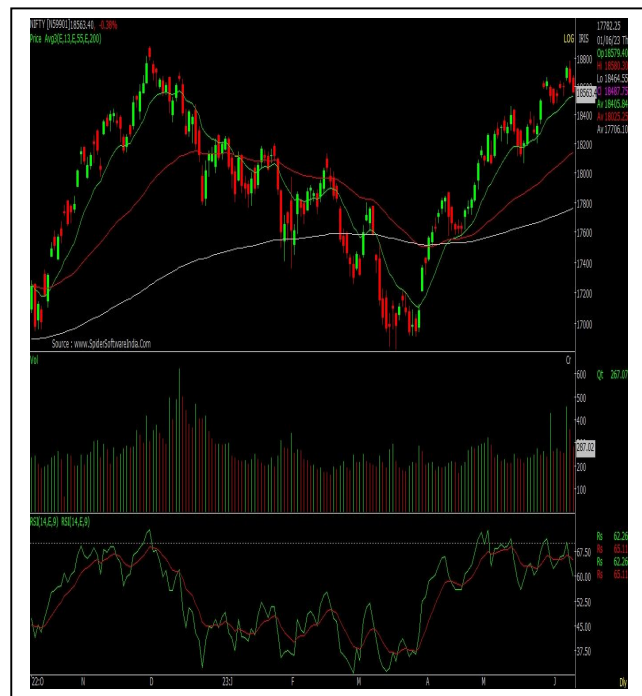 NIFTY [N59901]18563.40, -0.38%
Price Avg3(E,13,E,55,E,200)
LOG
IRIS
17782.25
01/06/23 Th
Op 18579.40
Hi 18580.30
Lo 18464.55
Cl 18487.75
Av 18405.84
Av 18025.25
Av 17706.10
18800
18563.4
18400
18200
18000
17800
17600
17400
17200
17000
Source : www.SpiderSoftwareIndia.Com
Vol
Cr
Qt 267.07
600
500
400
287.02
200
100
RSI(14,E,9) RSI(14,E,9)
67.50
60.00
52.50
45.00
37.50
Rs 62.26
Rs 65.11
Rs 62.26
Rs 65.11
'22:O N D 23:J F M A M J
Dly